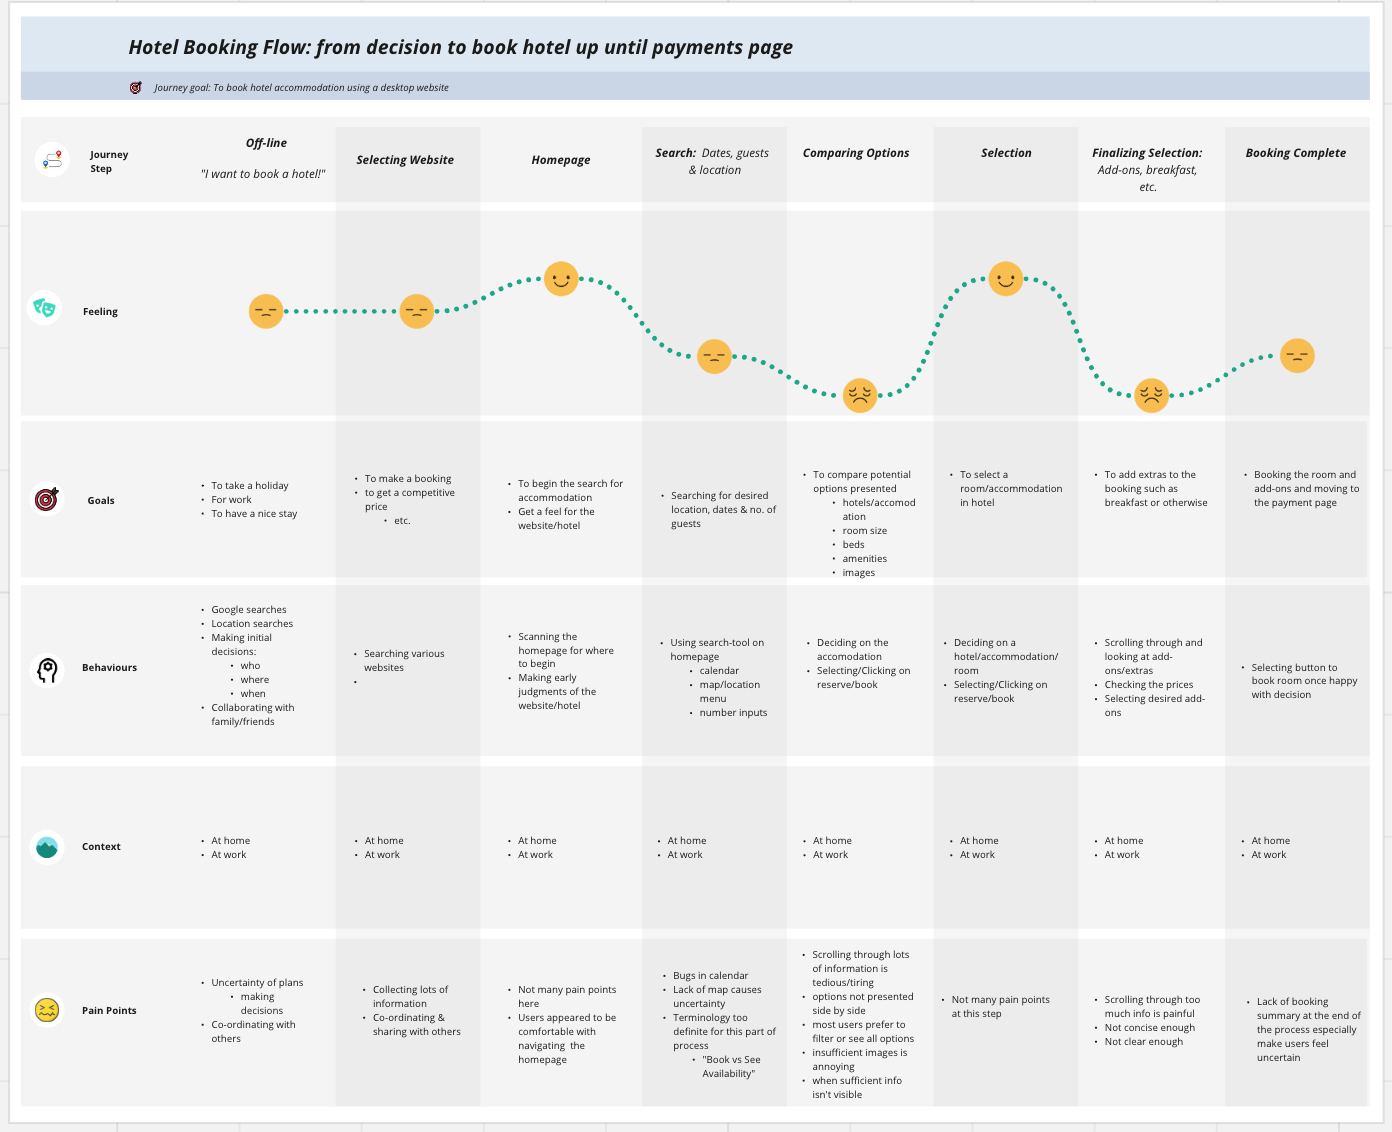 Hotel Booking Flow: from decision to book hotel up until payments page
Journey goal: To book hotel accommodation using a desktop website
Journey
Step
Off-line
"I want to book a hotel!"
Selecting Website
Homepage
Search: Dates, guests
& location
Comparing Options
Selection
Finalizing Selection:
Add-ons, breakfast,
etc.
Booking Complete
Feeling
Goals
• To take a holiday
• For work
• To have a nice stay
• To make a booking
• to get a competitive
price
• etc.
• To begin the search for
accommodation
• Get a feel for the
website/hotel
• Searching for desired
location, dates & no. of
guests
• To compare potential
options presented
• hotels/accomod
ation
• room size
• beds
• amenities
• images
• To select a
room/accommodation
in hotel
• To add extras to the
booking such as
breakfast or otherwise
• Booking the room and
add-ons and moving to
the payment page
Behaviours
• Google searches
• Location searches
• Making initial
decisions:
• who
• where
• when
• Collaborating with
family/friends
• Searching various
websites
•
• Scanning the
homepage for where
to begin
• Making early
judgments of the
website/hotel
• Using search-tool on
homepage
• calendar
• map/location
menu
• number inputs
• Deciding on the
accomodation
• Selecting/Clicking on
reserve/book
• Deciding on a
hotel/accommodation/
room
• Selecting/Clicking on
reserve/book
• Scrolling through and
looking at add-
ons/extras
• Checking the prices
• Selecting desired add-
ons
• Selecting button to
book room once happy
with decision
Context
• At home
• At work
• At home
• At work
• At home
• At work
• At home
• At work
• At home
• At work
• At home
• At work
• At home
• At work
• At home
• At work
Pain Points
• Uncertainty of plans
• making
decisions
• Co-ordinating with
others
• Collecting lots of
information
• Co-ordinating &
sharing with others
• Not many pain points
here
• Users appeared to be
comfortable with
navigating the
homepage
• Bugs in calendar
• Lack of map causes
uncertainty
• Terminology too
definite for this part of
process
• "Book vs See
Availability"
• Scrolling through lots
of information is
tedious/tiring
• options not presented
side by side
• most users prefer to
filter or see all options
• insufficient images is
annoying
• when sufficient info
isn't visible
• Not many pain points
at this step
• Scrolling through too
much info is painful
• Not concise enough
• Not clear enough
• Lack of booking
summary at the end of
the process especially
make users feel
uncertain